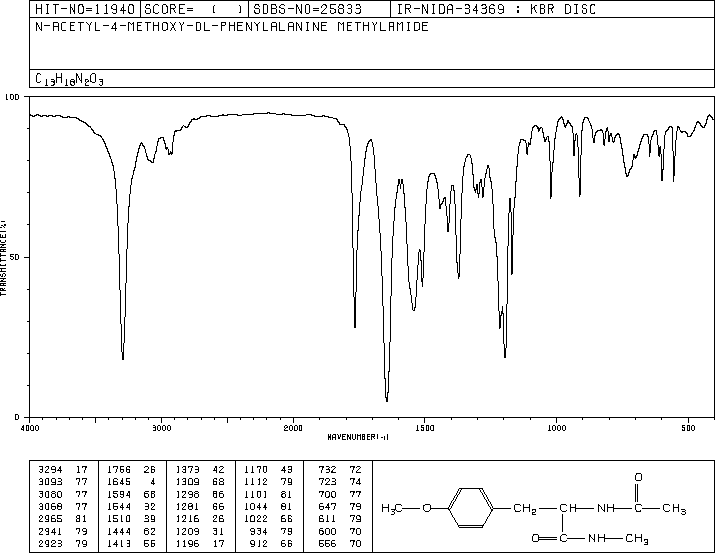 HIT-NO=11940 SCORE= ( ) SDBS-NO=25833 IR-NIDA-34369 : KBR DISC
N-ACETYL-4-METHOXY-DL-PHENYLALANINE METHYLAMIDE
C13H18N2O3
100
50
0
TRANSMITTANCE(%)
4000 3000 2000 1500 1000 500
WAVENUMBER(-1)
3294 17 1766 26 1373 42 1170 43 732 72
3093 77 1645 4 1309 68 1112 79 723 74
3080 77 1594 68 1298 66 1101 81 700 77
3068 77 1544 32 1281 66 1044 81 647 79
2965 81 1510 39 1216 26 1022 66 611 79
2941 79 1444 62 1209 31 934 79 600 70
2923 79 1413 55 1196 17 912 66 556 70
O
H3C O CH2 CH NH C CH3
O C NH CH3